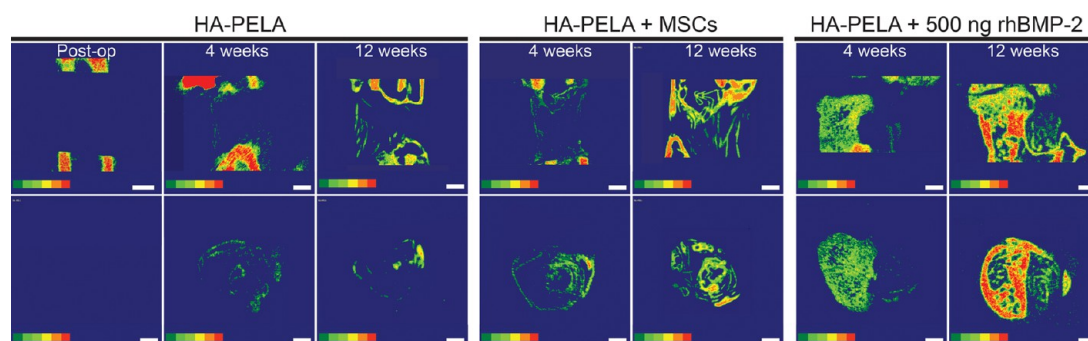 HA-PELA
HA-PELA + MSCs
HA-PELA + 500 ng rhBMP-2
Post-op
4 weeks
12 weeks
4 weeks
12 weeks
4 weeks
12 weeks